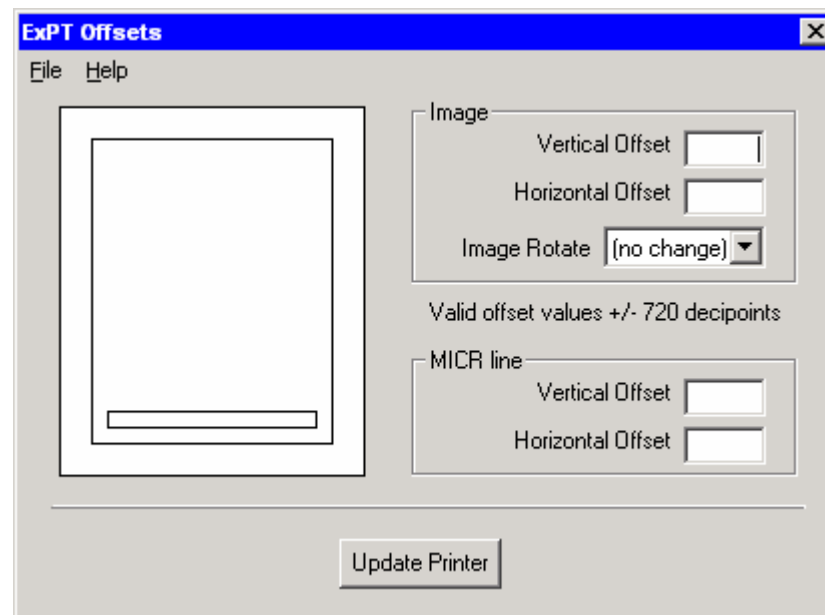 ExPT Offsets
File Help
Image
Vertical Offset
Horizontal Offset
Image Rotate (no change)
Valid offset values +/- 720 decipoints
MICR line
Vertical Offset
Horizontal Offset
Update Printer